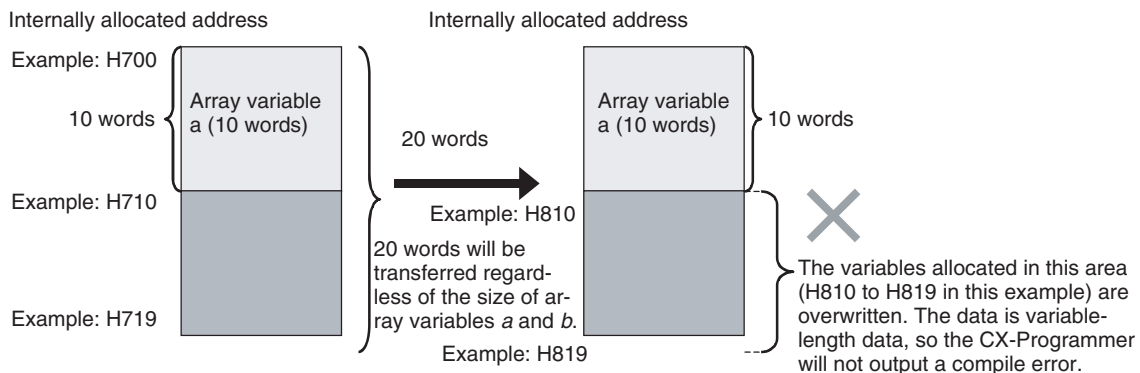 Internally allocated address
Internally allocated address
Example: H700
10 words
Array variable
a (10 words)
Example: H710
Example: H719
20 words
20 words will be
transferred regard-
less of the size of ar-
ray variables a and b.
Array variable
a (10 words)
10 words
Example: H810
Example: H819
The variables allocated in this area
(H810 to H819 in this example) are
overwritten. The data is variable-
length data, so the CX-Programmer
will not output a compile error.